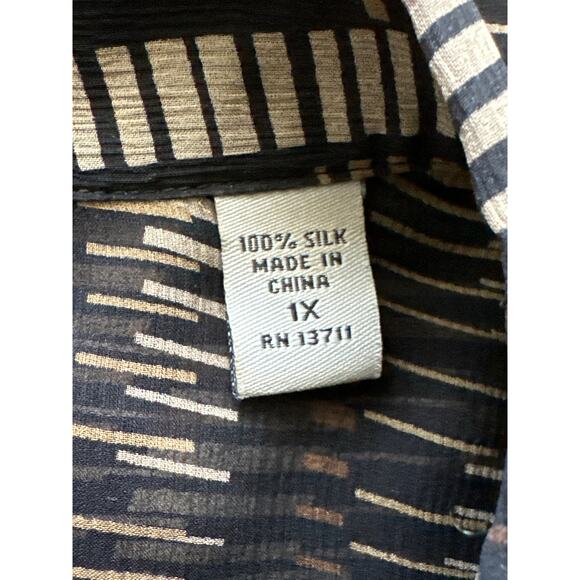 100% SILK
MADE IN
CHINA
1X
RN 13711